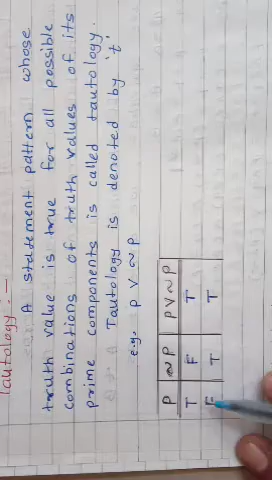 Tautology :-
A statement pattern whose
truth value is true for all possible
combinations of truth values of its
prime components is called tautology.
Tautology is denoted by 't'
e.g. p ∨ ~p
P ~P P∨~P
T F T
F T T